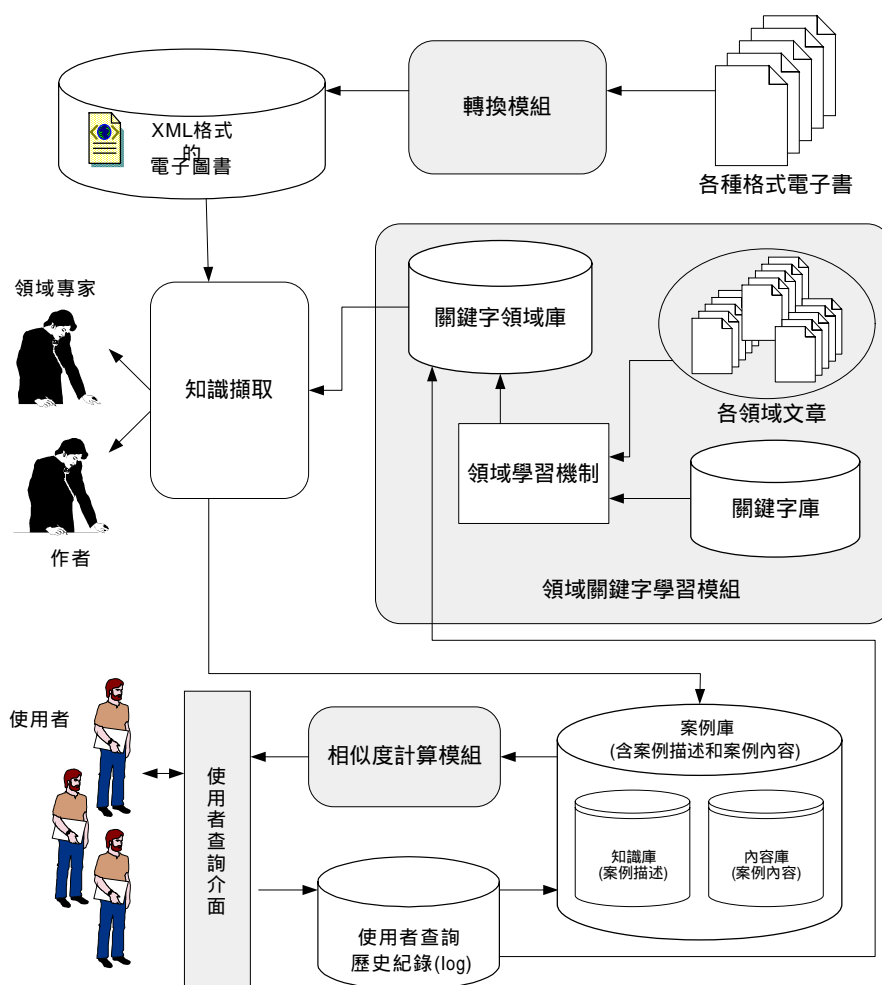 轉換模組
XML格式
的
電子圖書
各種格式電子書
領域專家
關鍵字領域庫
知識擷取
各領域文章
領域學習機制
關鍵字庫
作者
領域關鍵字學習模組
使用者
使用者查詢介面
相似度計算模組
案例庫
(含案例描述和案例內容)
知識庫
(案例描述)
內容庫
(案例內容)
使用者查詢
歷史紀錄(log)